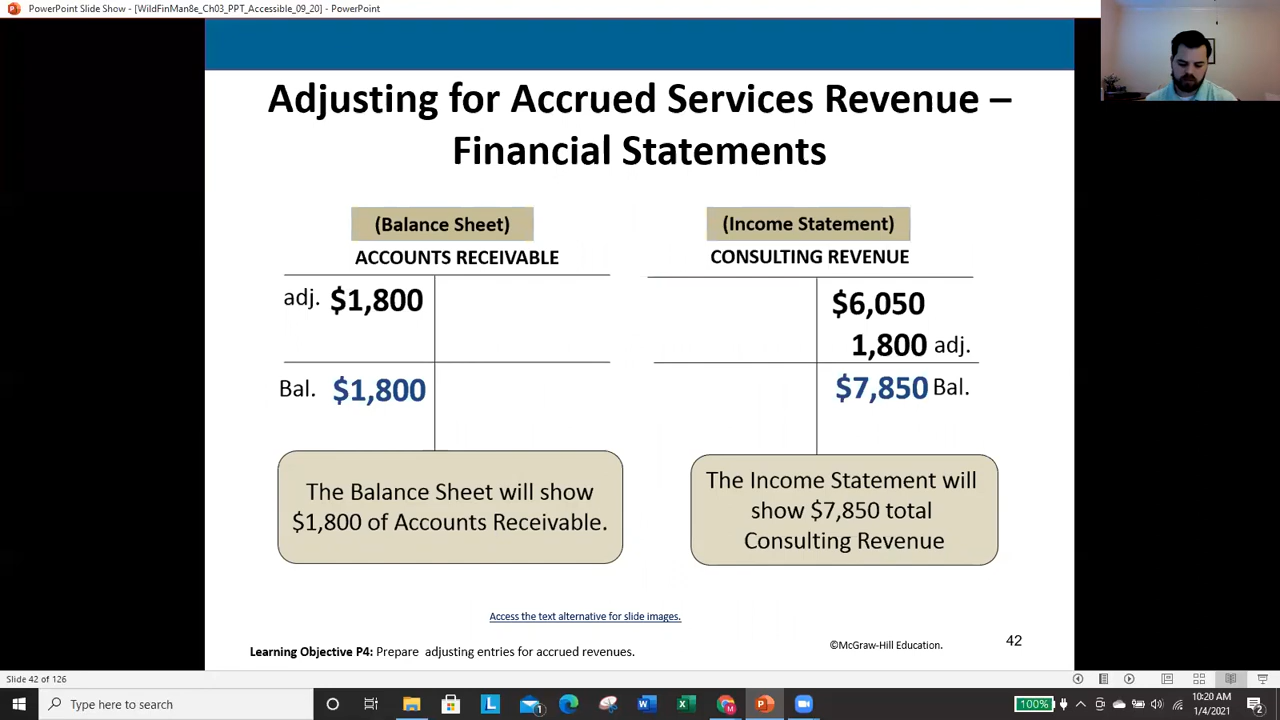 PowerPoint Slide Show - [WildFinMan8e_Ch03_PPT_Accessible_09_20] - PowerPoint
Adjusting for Accrued Services Revenue –
Financial Statements
(Balance Sheet)
ACCOUNTS RECEIVABLE
adj. $1,800
Bal. $1,800
The Balance Sheet will show
$1,800 of Accounts Receivable.
(Income Statement)
CONSULTING REVENUE
$6,050
1,800 adj.
$7,850 Bal.
The Income Statement will
show $7,850 total
Consulting Revenue
Access the text alternative for slide images.
Learning Objective P4: Prepare adjusting entries for accrued revenues.
©McGraw-Hill Education.
42
Slide 42 of 126
Type here to search
100%
10:20 AM
1/4/2021